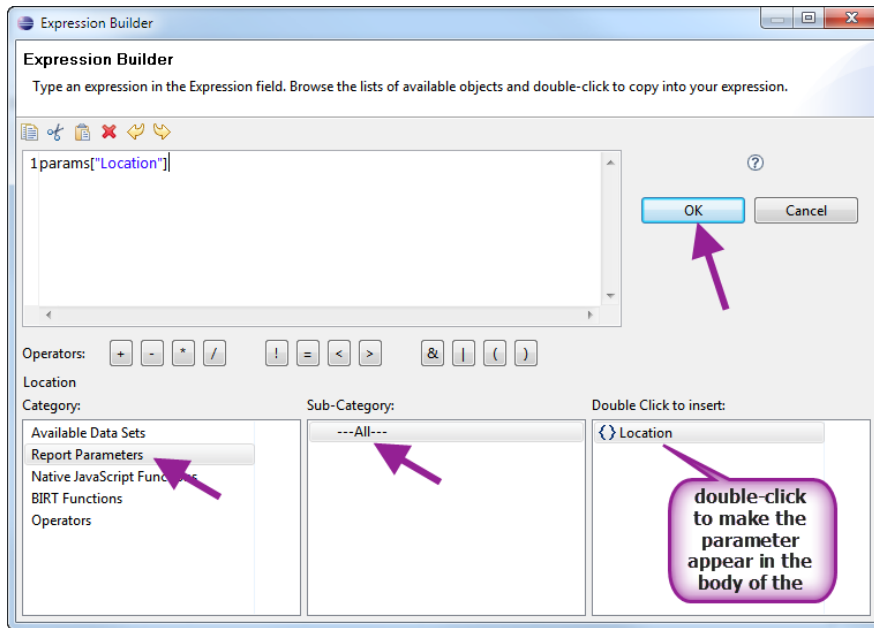 Expression Builder
Expression Builder
Type an expression in the Expression field. Browse the lists of available objects and double-click to copy into your expression.
1params["Location"]
?
OK Cancel
Operators: + - * / ! = < > & | ( )
Location
Category: Sub-Category: Double Click to insert:
Available Data Sets ---All--- {} Location
Report Parameters
Native JavaScript Functions
BIRT Functions
Operators
double-click
to make the
parameter
appear in the
body of the